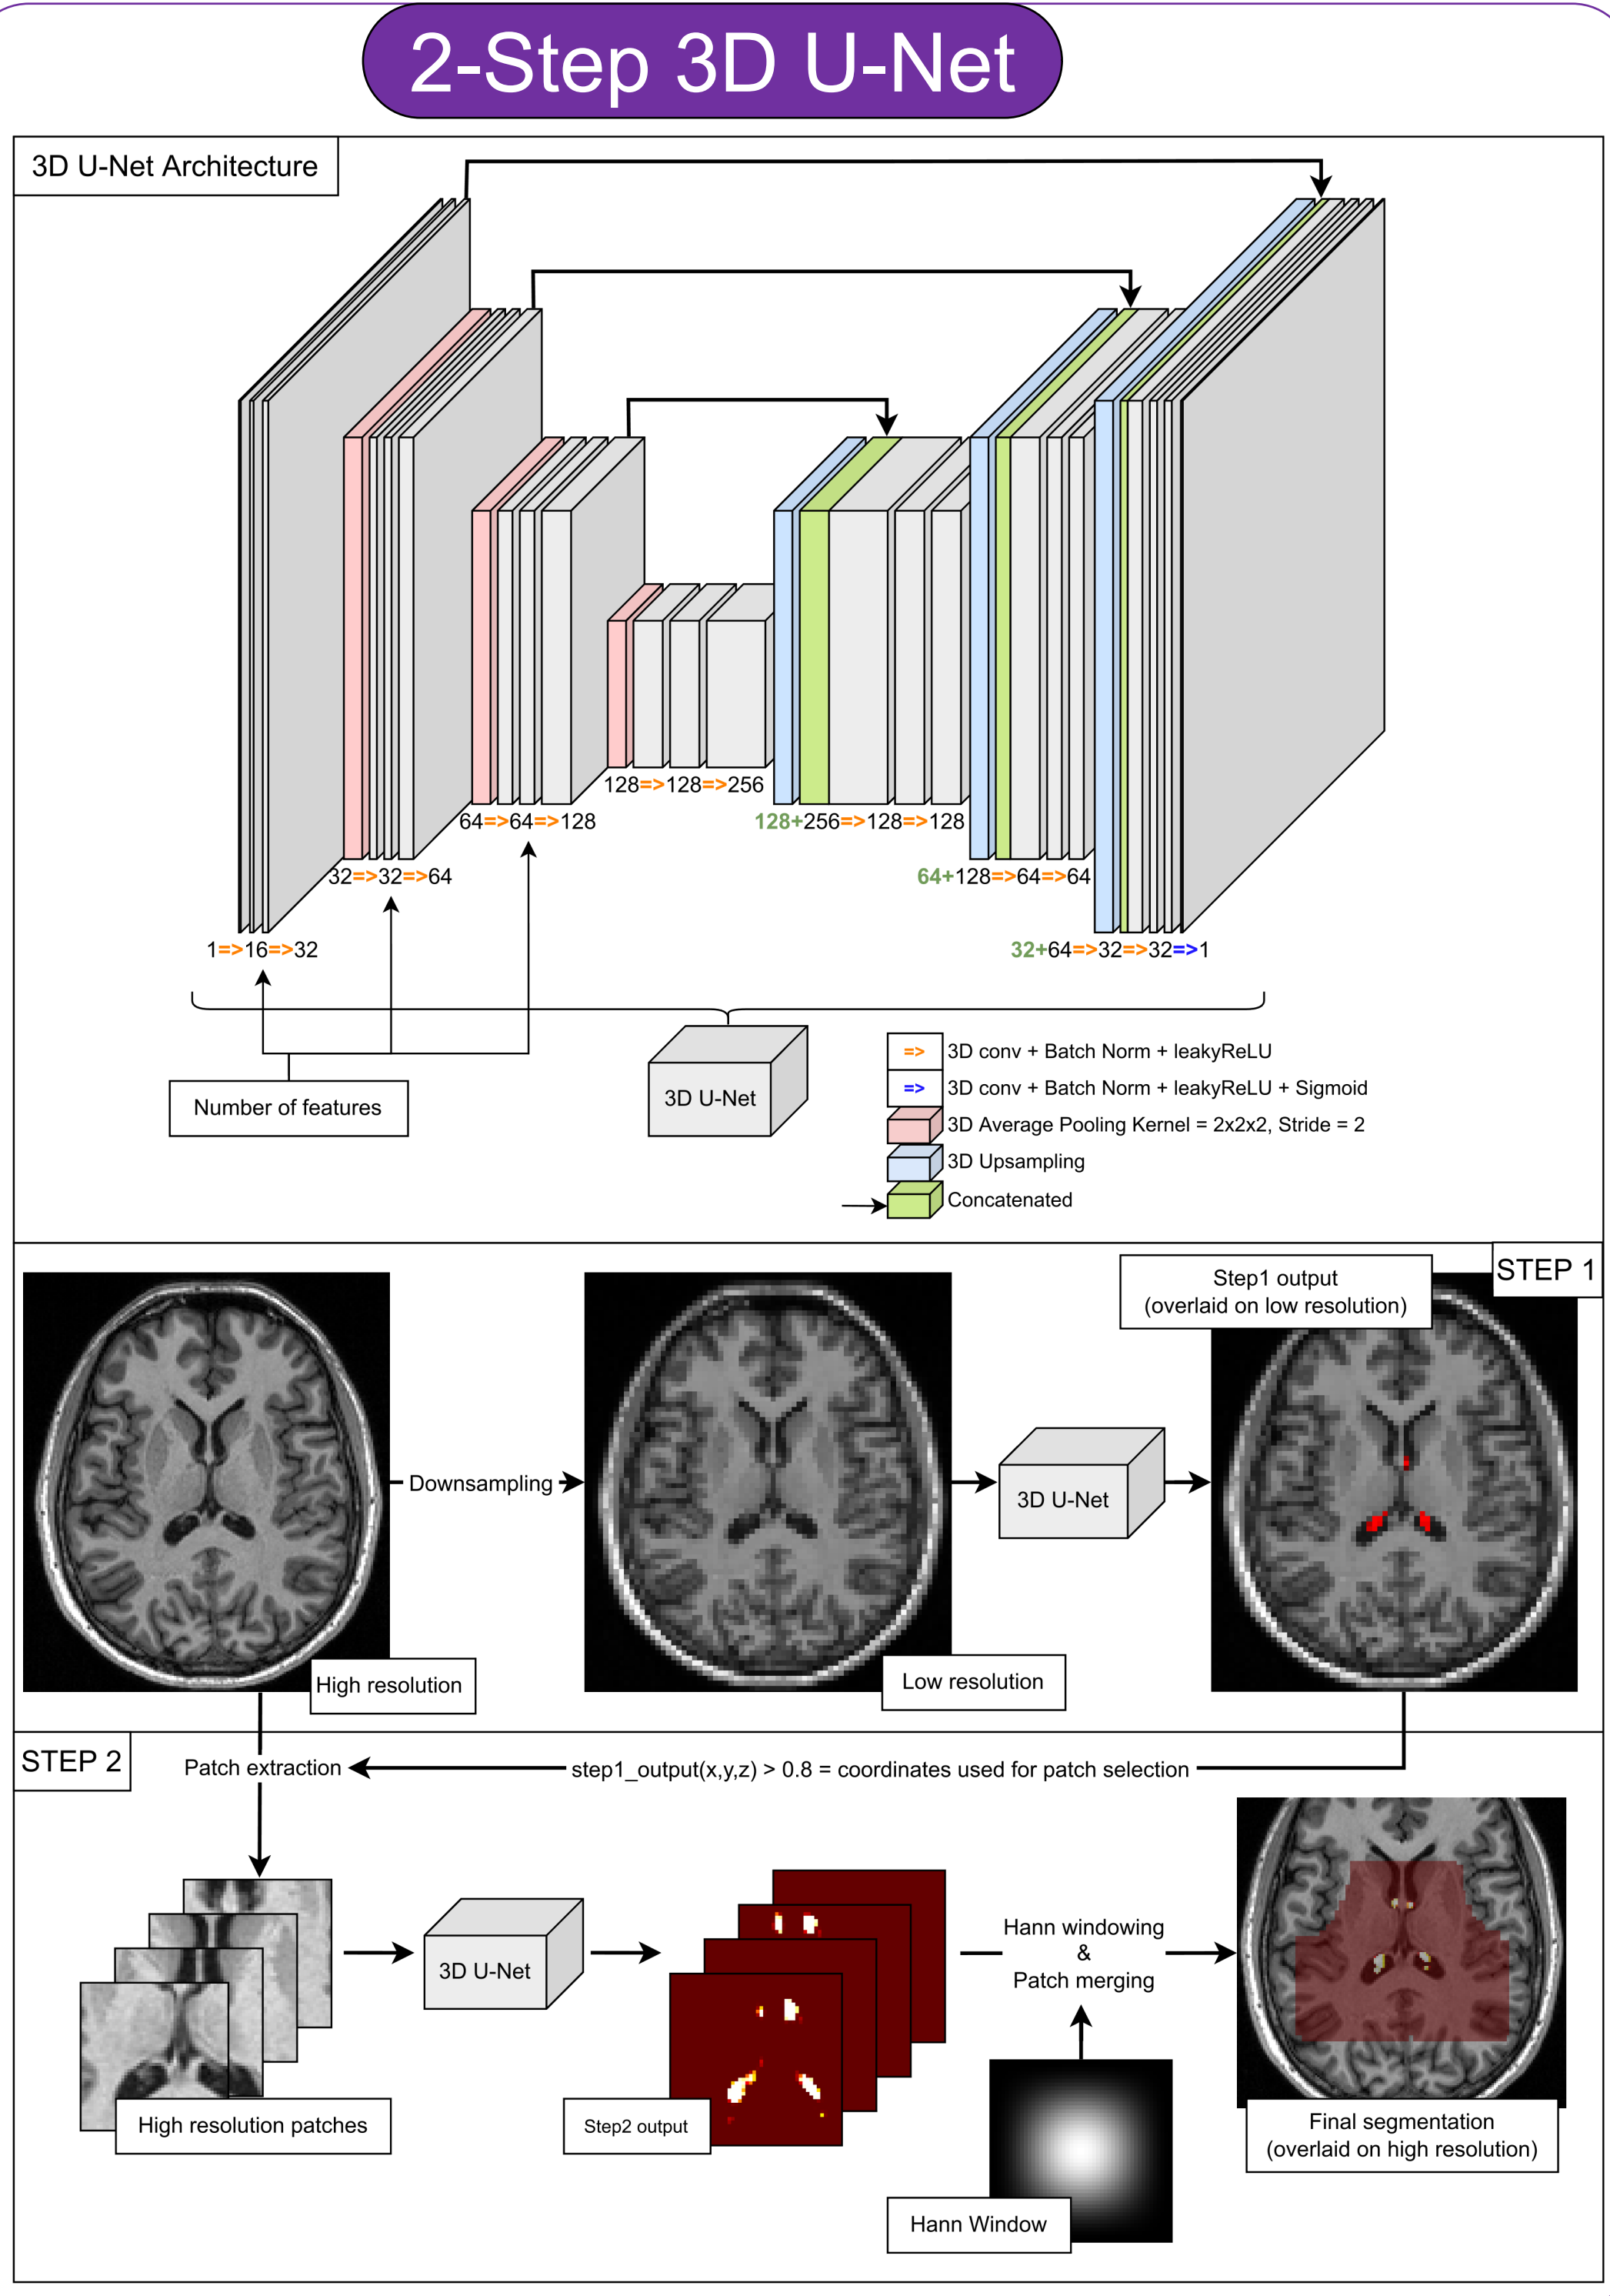 2-Step 3D U-Net
3D U-Net Architecture
128=>128=>256
64=>64=>128
128+256=>128=>128
32=>32=>64
64+128=>64=>64
1=>16=>32
32+64=>32=>32=>1
Number of features
3D U-Net
=> 3D conv + Batch Norm + leakyReLU
=> 3D conv + Batch Norm + leakyReLU + Sigmoid
3D Average Pooling Kernel = 2x2x2, Stride = 2
3D Upsampling
Concatenated
STEP 1
Step1 output
(overlaid on low resolution)
Downsampling
3D U-Net
High resolution
Low resolution
STEP 2
Patch extraction
step1_output(x,y,z) > 0.8 = coordinates used for patch selection
3D U-Net
Hann windowing
&
Patch merging
High resolution patches
Step2 output
Final segmentation
(overlaid on high resolution)
Hann Window